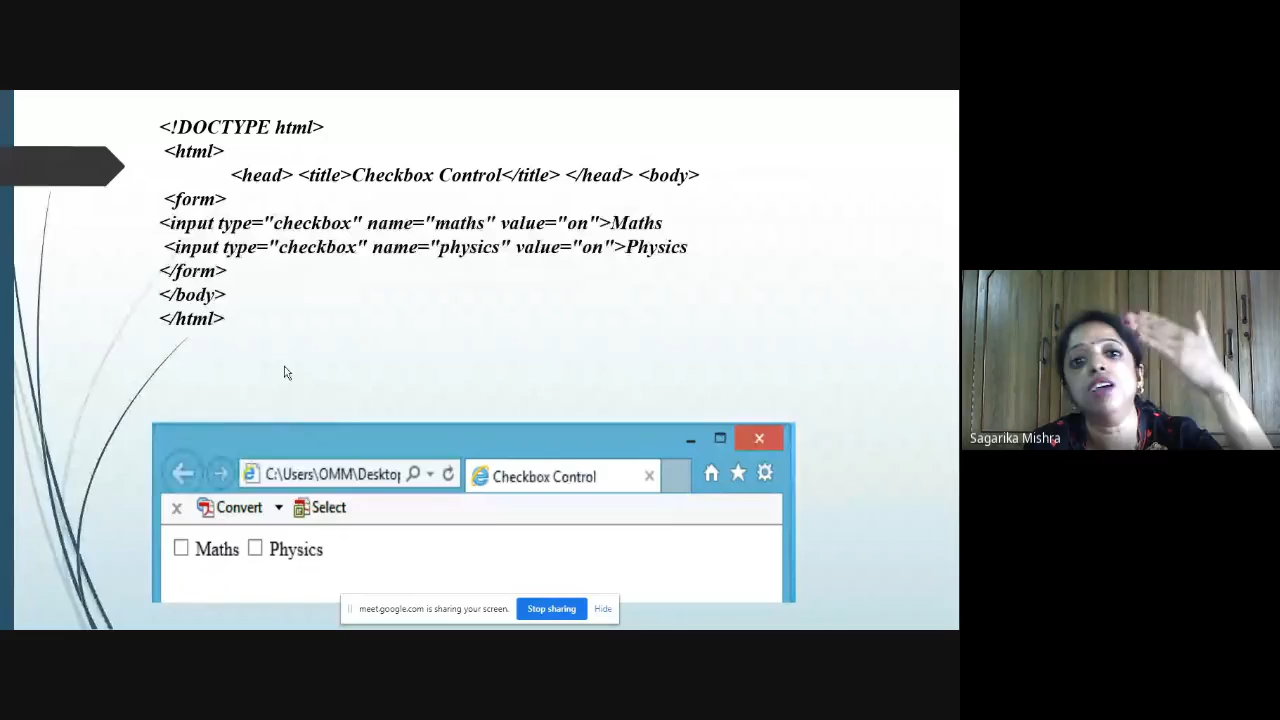 <!DOCTYPE html>
<html>
<head> <title>Checkbox Control</title> </head> <body>
<form>
<input type="checkbox" name="maths" value="on">Maths
<input type="checkbox" name="physics" value="on">Physics
</form>
</body>
</html>
Sagarika Mishra
C:\Users\OMM\Desktop
Checkbox Control
Convert
Select
Maths
Physics
meet.google.com is sharing your screen.
Stop sharing
Hide